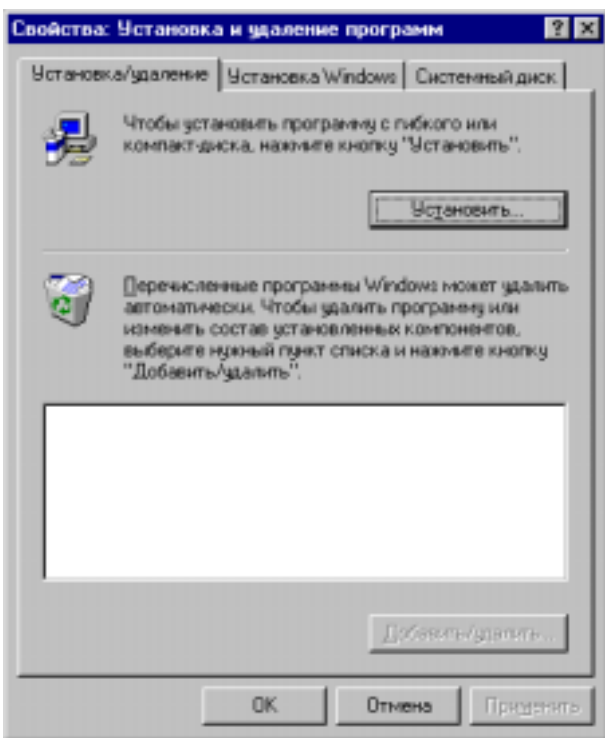 Свойства: Установка и удаление программ
Установка/удаление
Установка Windows
Системный диск
Чтобы установить программу с гибкого или
компакт-диска, нажмите кнопку "Установить".
Установить...
Перечисленные программы Windows может удалить
автоматически. Чтобы удалить программу или
изменить состав установленных компонентов,
выберите нужный пункт списка и нажмите кнопку
"Добавить/удалить".
Добавить/удалить...
OK
Отмена
Применить